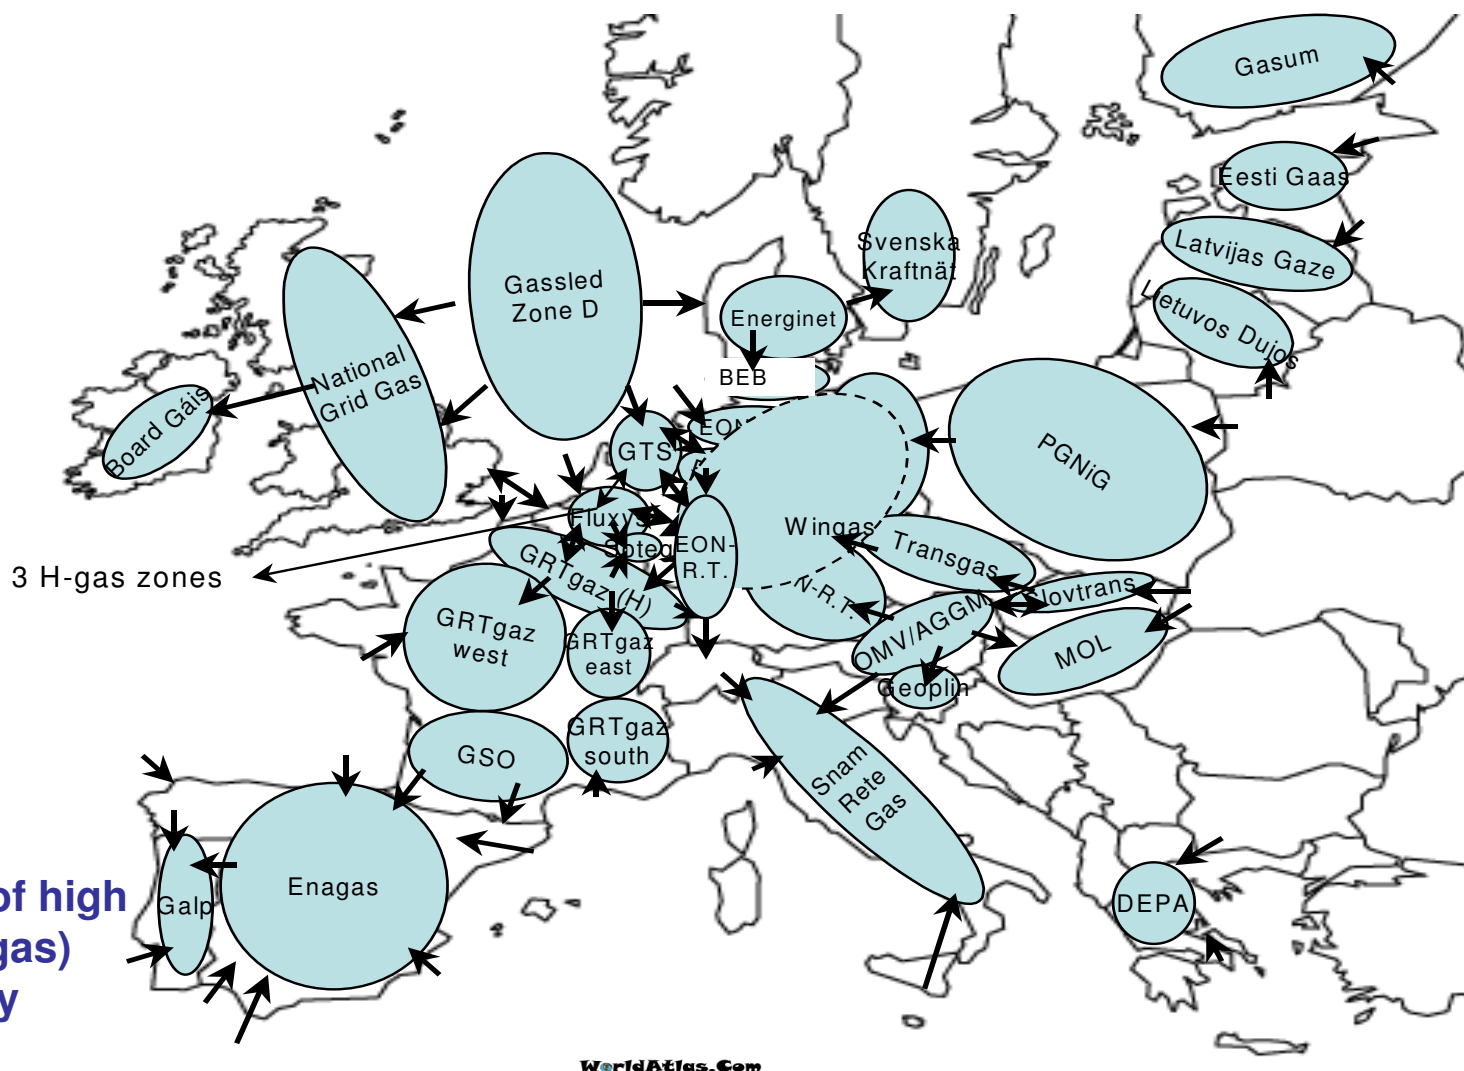 Gasum
Eesti Gaas
Latvijas Gaze
Lietuvos Dujos
Svenska
Kraftnät
Gassled
Zone D
Energinet
National
Grid Gas
BEB
Board Gáis
EON
GTS
PGNiG
Fluxys
Wingas
Soteg
EON-
R.T.
Transgas
3 H-gas zones
GRTgaz (H)
N-R.T.
Novtrans
OMV/AGGM
MOL
GRTgaz
west
GRTgaz
east
Geoplin
GSO
GRTgaz
south
Snam
Rete
Gas
Enagas
Galp
DEPA
of high
gas)
y
WorldAtlas.Com